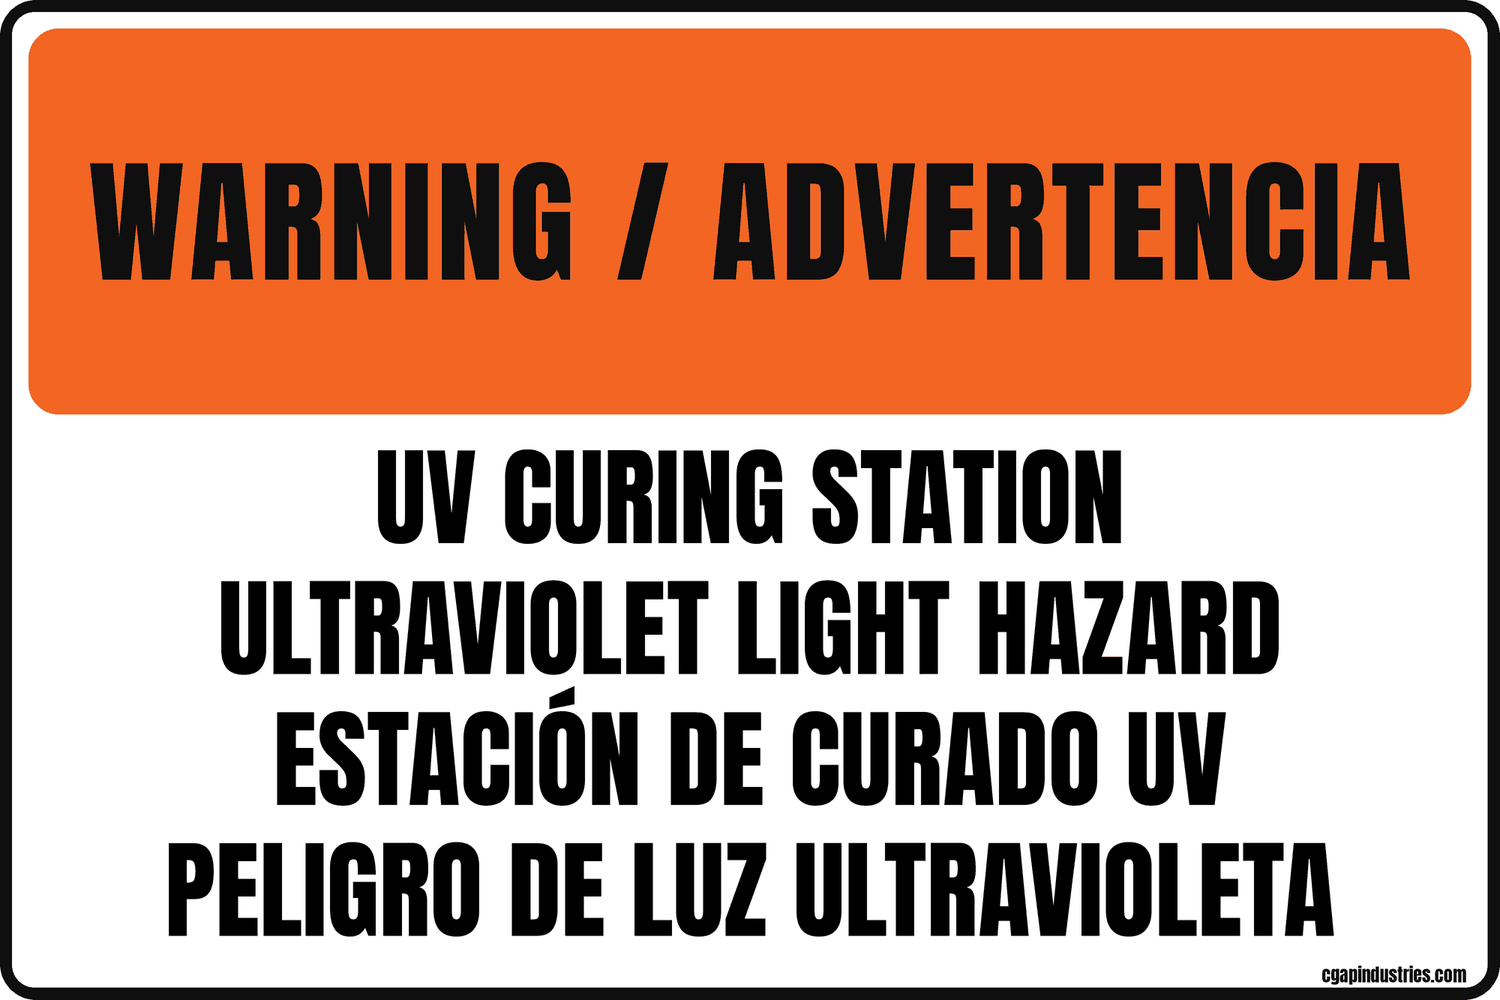 WARNING / ADVERTENCIA
UV CURING STATION
ULTRAVIOLET LIGHT HAZARD
ESTACIÓN DE CURADO UV
PELIGRO DE LUZ ULTRAVIOLETA
cgapindustries.com